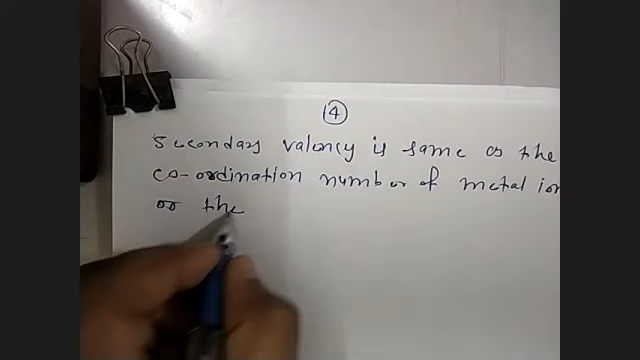 4
Secondary valency is same as the
co-ordination number of metal ion
or the